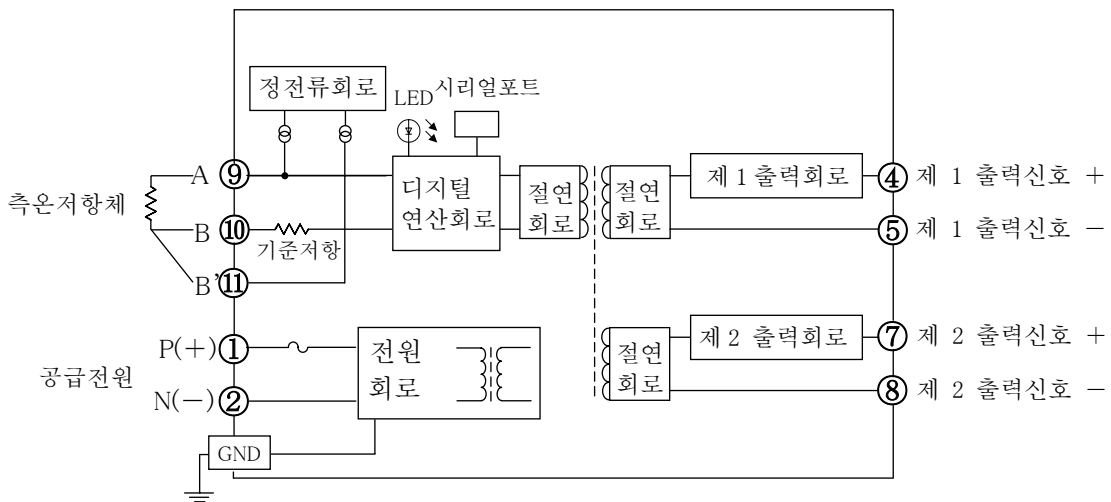 정전류회로
LED
시리얼포트
A
⑨
측온저항체
B
⑩
기준저항
B'
⑪
디지털
연산회로
절연
회로
절연
회로
제 1 출력회로
④
제 1 출력신호 +
⑤
제 1 출력신호 −
P(+)
①
공급전원
N(−)
②
전원
회로
GND
절연
회로
제 2 출력회로
⑦
제 2 출력신호 +
⑧
제 2 출력신호 −